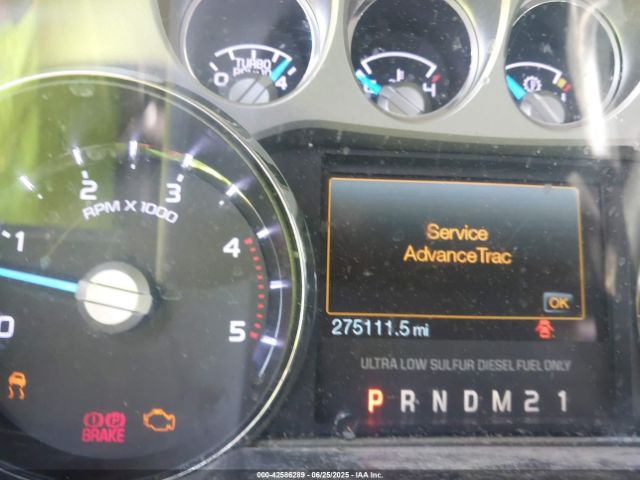 TURBO
0 4
4
2 3
RPM X 1000
1 4
0 5
Service
AdvanceTrac
OK
275111.5 mi
ULTRA LOW SULFUR DIESEL FUEL ONLY
P R N D M 2 1
P
BRAKE
000-42586289 - 06/25/2025 - IAA Inc.